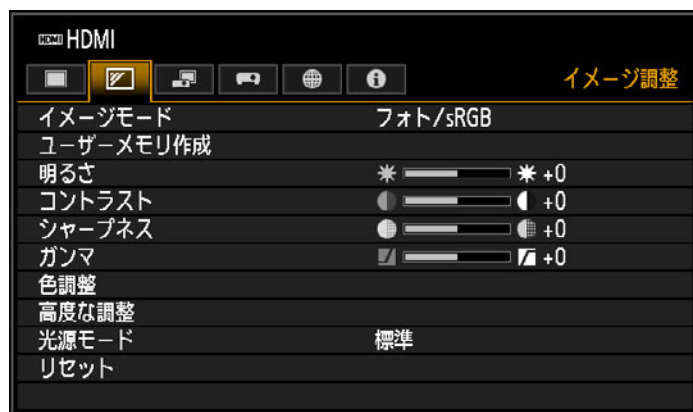 HDMI HDMI
イメージ調整
イメージモード フォト/sRGB
ユーザーメモリ作成
明るさ +0
コントラスト +0
シャープネス +0
ガンマ +0
色調整
高度な調整
光源モード 標準
リセット